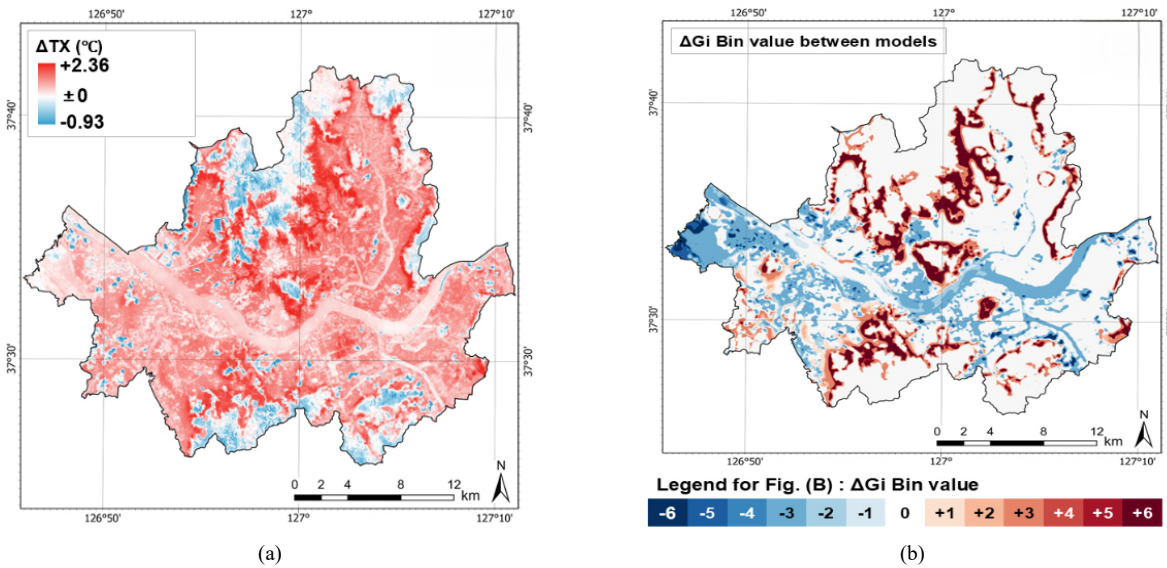 126°50'
127°
127°10'
ΔTX (℃)
+2.36
±0
-0.93
37°40'
37°40'
37°30'
37°30'
0 2 4 8 12
km
N
126°50'
127°
127°10'
(a)
126°50'
127°
127°10'
ΔGi Bin value between models
37°40'
37°30'
0 2 4 8 12
km
N
126°50'
127°
127°10'
Legend for Fig. (B) : ΔGi Bin value
-6 -5 -4 -3 -2 -1 0 +1 +2 +3 +4 +5 +6
(b)